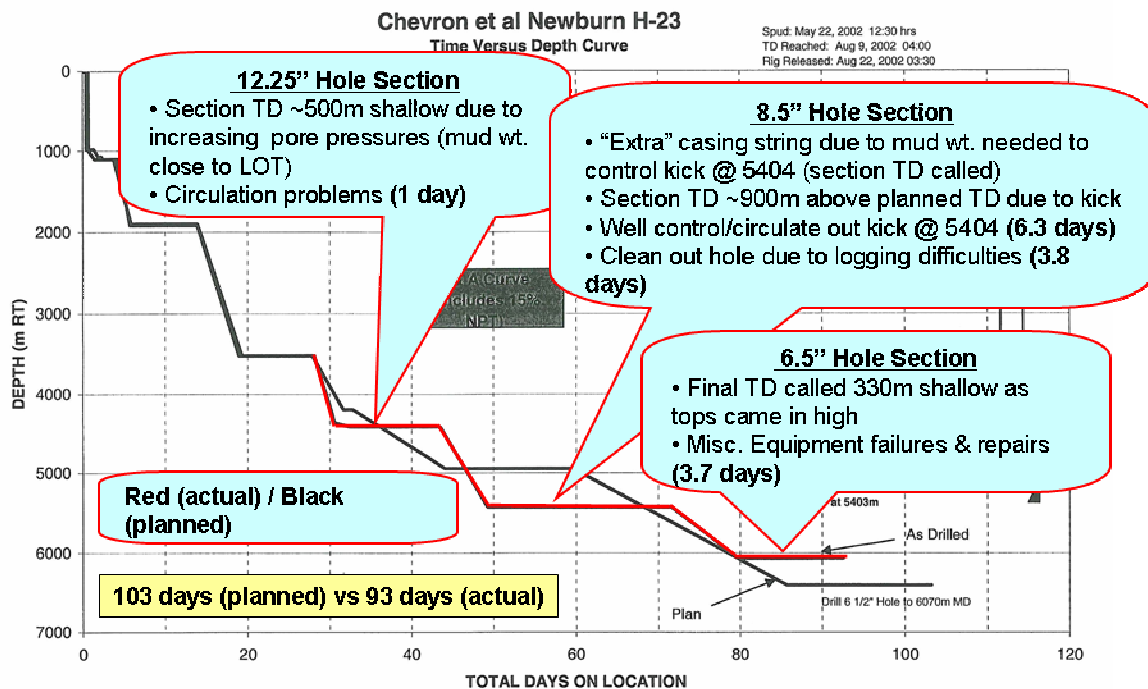 Chevron et al Newburn H-23
Time Versus Depth Curve
Spud: May 22, 2002 12:30 hrs
TD Reached: Aug 9, 2002 04:00
Rig Released: Aug 22, 2002 03:30
12.25” Hole Section
• Section TD ~500m shallow due to
increasing pore pressures (mud wt.
close to LOT)
• Circulation problems (1 day)
8.5” Hole Section
• “Extra” casing string due to mud wt. needed to
control kick @ 5404 (section TD called)
• Section TD ~900m above planned TD due to kick
• Well control/circulate out kick @ 5404 (6.3 days)
• Clean out hole due to logging difficulties (3.8
days)
A Curve
cludes 15%
NPT
6.5” Hole Section
• Final TD called 330m shallow as
tops came in high
• Misc. Equipment failures & repairs
(3.7 days)
Red (actual) / Black
(planned)
at 5403m
As Drilled
103 days (planned) vs 93 days (actual)
Plan
Drill 6 1/2" Hole to 6070m MD
DEPTH (m RT)
0
1000
2000
3000
4000
5000
6000
7000
0
20
40
60
80
100
120
TOTAL DAYS ON LOCATION